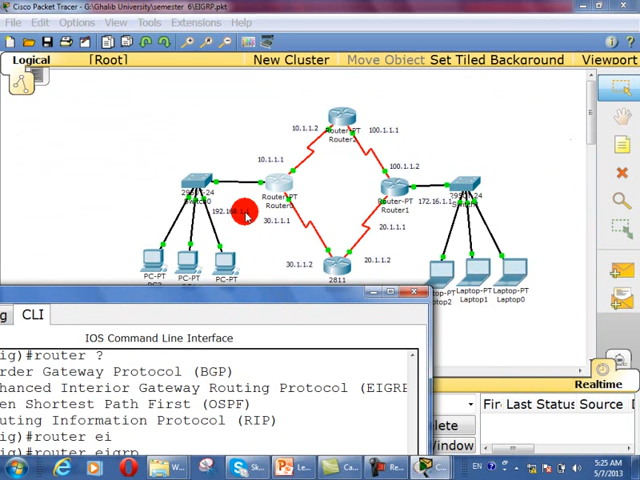 Cisco Packet Tracer - G:\Ghalib University\semester 6\EIGRP.pkt
File Edit Options View Tools Extensions Help
Logical [Root] New Cluster Move Object Set Tiled Background Viewport
Router-PT
Router2
10.1.1.2
100.1.1.1
10.1.1.1
100.1.1.2
Router-PT
Router-PT
Router1
172.16.1.1
30.1.1.1
20.1.1.1
30.1.1.2
20.1.1.2
2811
PC-PT
PC-PT
PC-PT
Laptop-PT
Laptop1
Laptop-PT
Laptop0
CLI
IOS Command Line Interface
ig)#router ?
rder Gateway Protocol (BGP)
hanced Interior Gateway Routing Protocol (EIGRE
en Shortest Path First (OSPF)
uting Information Protocol (RIP)
ig)#router ei
ig)#router eigrp
Realtime
Fir Last Status Source
lete
Window
W...
Sk...
Le...
Ca...
Re...
C...
EN
5:25 AM
5/7/2013